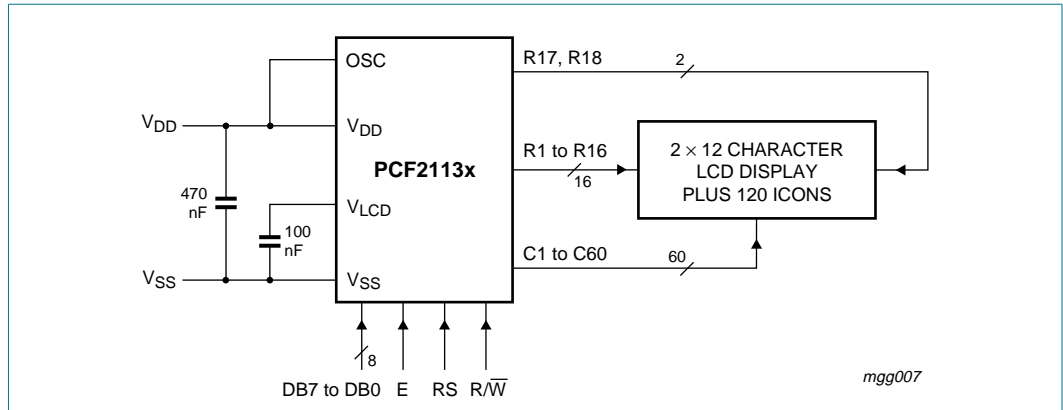 OSC
R17, R18
2
V_DD
V_DD
PCF2113x
R1 to R16
16
2 × 12 CHARACTER
LCD DISPLAY
PLUS 120 ICONS
470
nF
V_LCD
100
nF
C1 to C60
60
V_SS
V_SS
8
DB7 to DB0
E
RS
R/W̅
mgg007